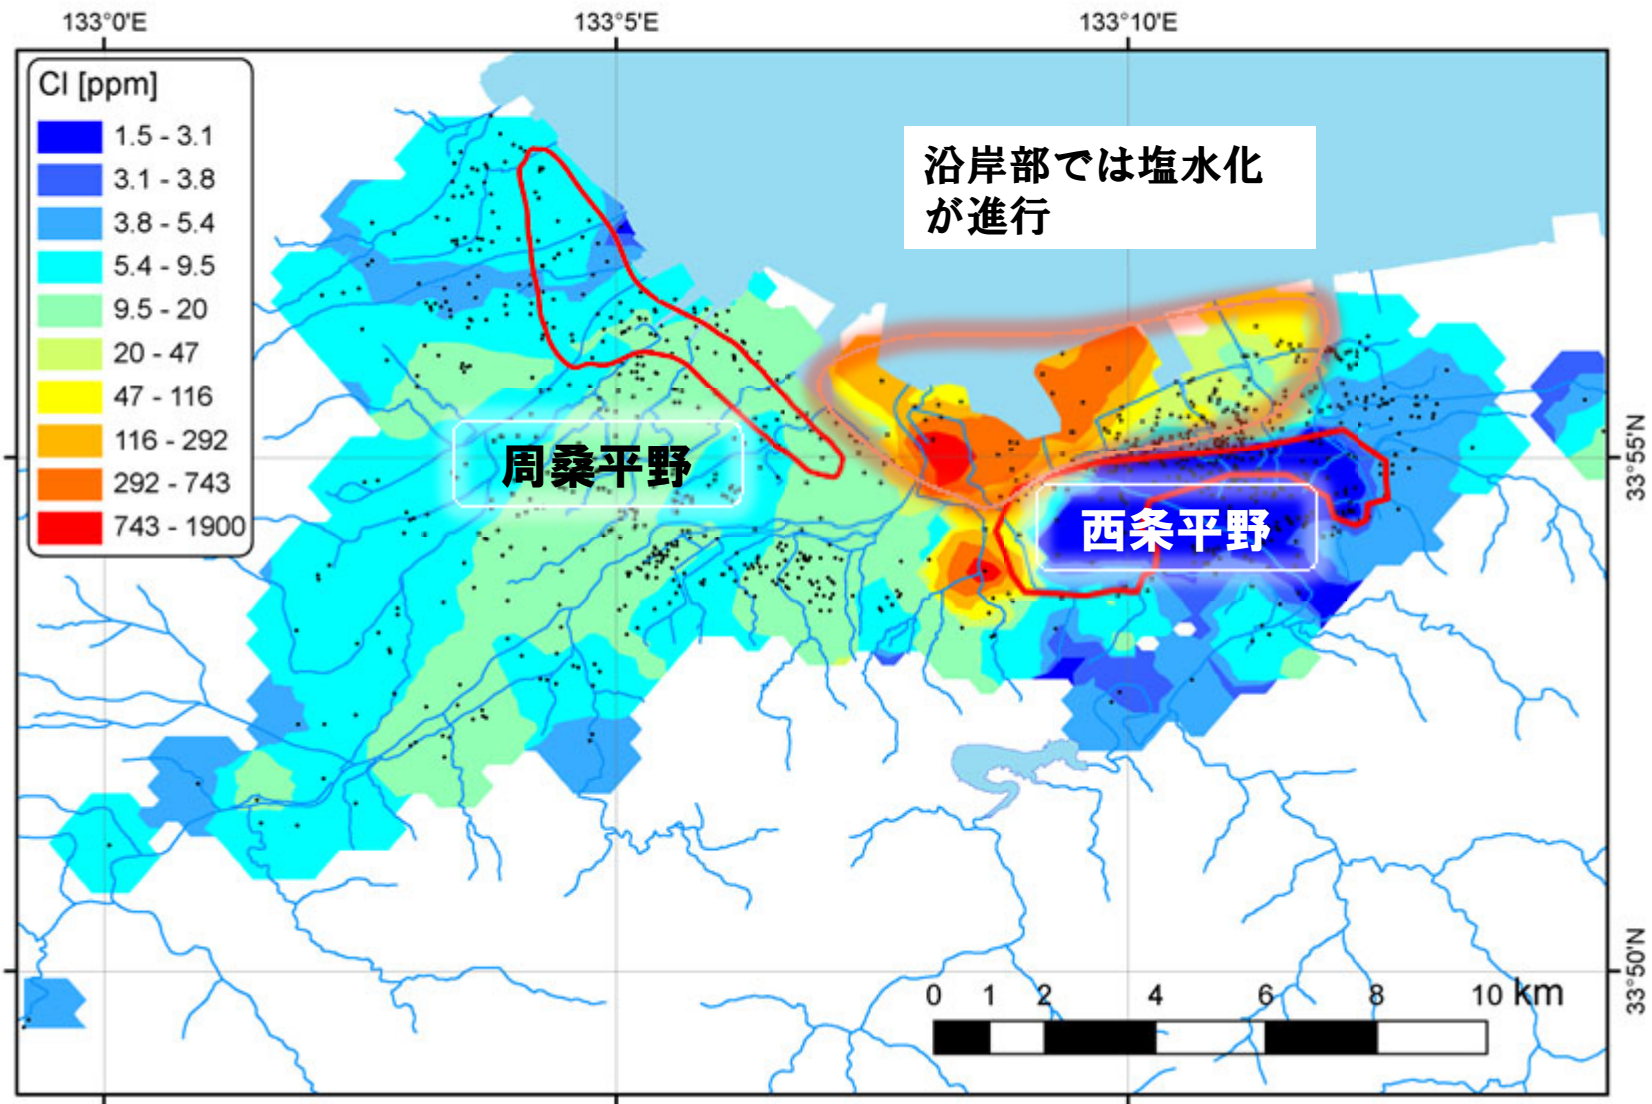 133°0'E
133°5'E
133°10'E
Cl [ppm]
1.5 - 3.1
3.1 - 3.8
3.8 - 5.4
5.4 - 9.5
9.5 - 20
20 - 47
47 - 116
116 - 292
292 - 743
743 - 1900
沿岸部では塩水化
が進行
周桑平野
西条平野
33°55'N
33°50'N
0 1 2 4 6 8 10 km